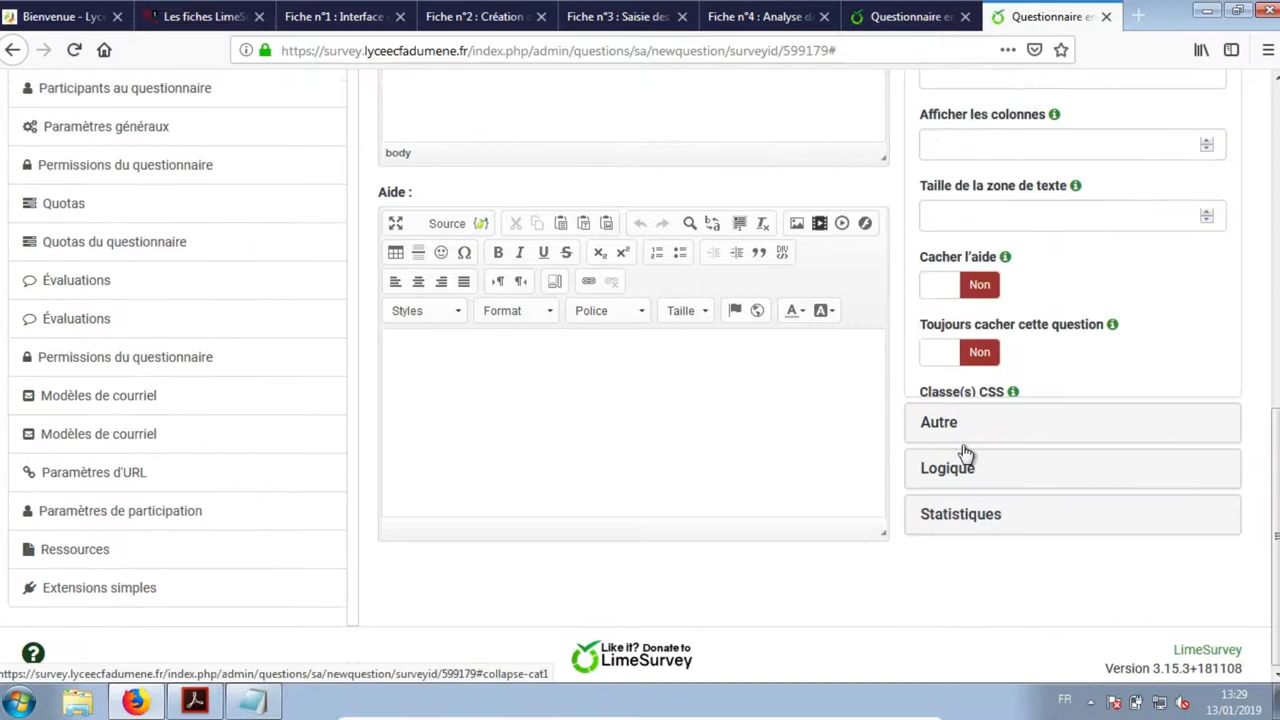 Bienvenue - Lyc
Les fiches LimeS
Fiche n°1 : Interface
Fiche n°2 : Création
Fiche n°3 : Saisie des
Fiche n°4 : Analyse d
Questionnaire e
Questionnaire en
https://survey.lyceecfadumene.fr/index.php/admin/questions/sa/newquestion/surveyid/599179#
Participants au questionnaire
Paramètres généraux
Permissions du questionnaire
Quotas
Quotas du questionnaire
Évaluations
Évaluations
Permissions du questionnaire
Modèles de courriel
Modèles de courriel
Paramètres d'URL
Paramètres de participation
Ressources
Extensions simples
body
Aide :
Source
Styles
Format
Police
Taille
Afficher les colonnes
Taille de la zone de texte
Cacher l'aide
Non
Toujours cacher cette question
Non
Classe(s) CSS
Autre
Logique
Statistiques
Like it? Donate to
LimeSurvey
LimeSurvey
Version 3.15.3+181108
https://survey.lyceecfadumene.fr/index.php/admin/questions/sa/newquestion/surveyid/599179#collapse-cat1
FR
13:29
13/01/2019